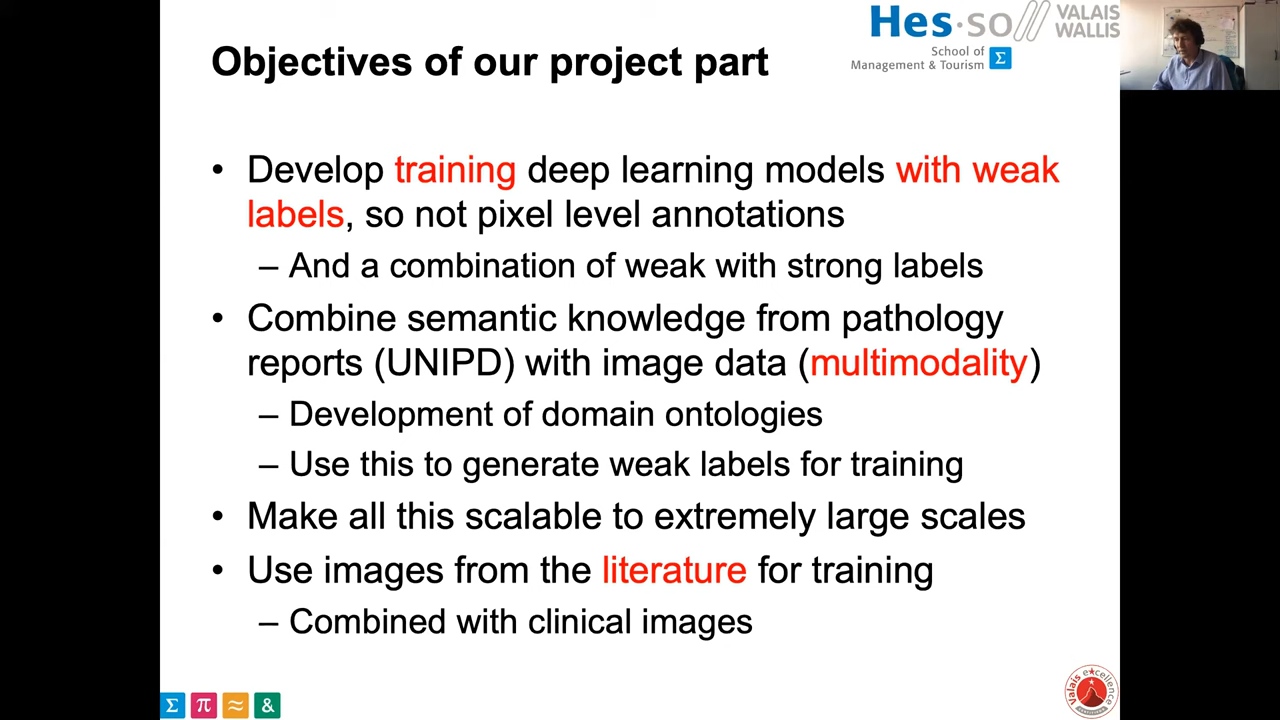 Hes·so// VALAIS
WALLIS
School of
Management & Tourism Σ
Objectives of our project part
• Develop training deep learning models with weak
labels, so not pixel level annotations
– And a combination of weak with strong labels
• Combine semantic knowledge from pathology
reports (UNIPD) with image data (multimodality)
– Development of domain ontologies
– Use this to generate weak labels for training
• Make all this scalable to extremely large scales
• Use images from the literature for training
– Combined with clinical images
Σ π ≈ &
valais excellence